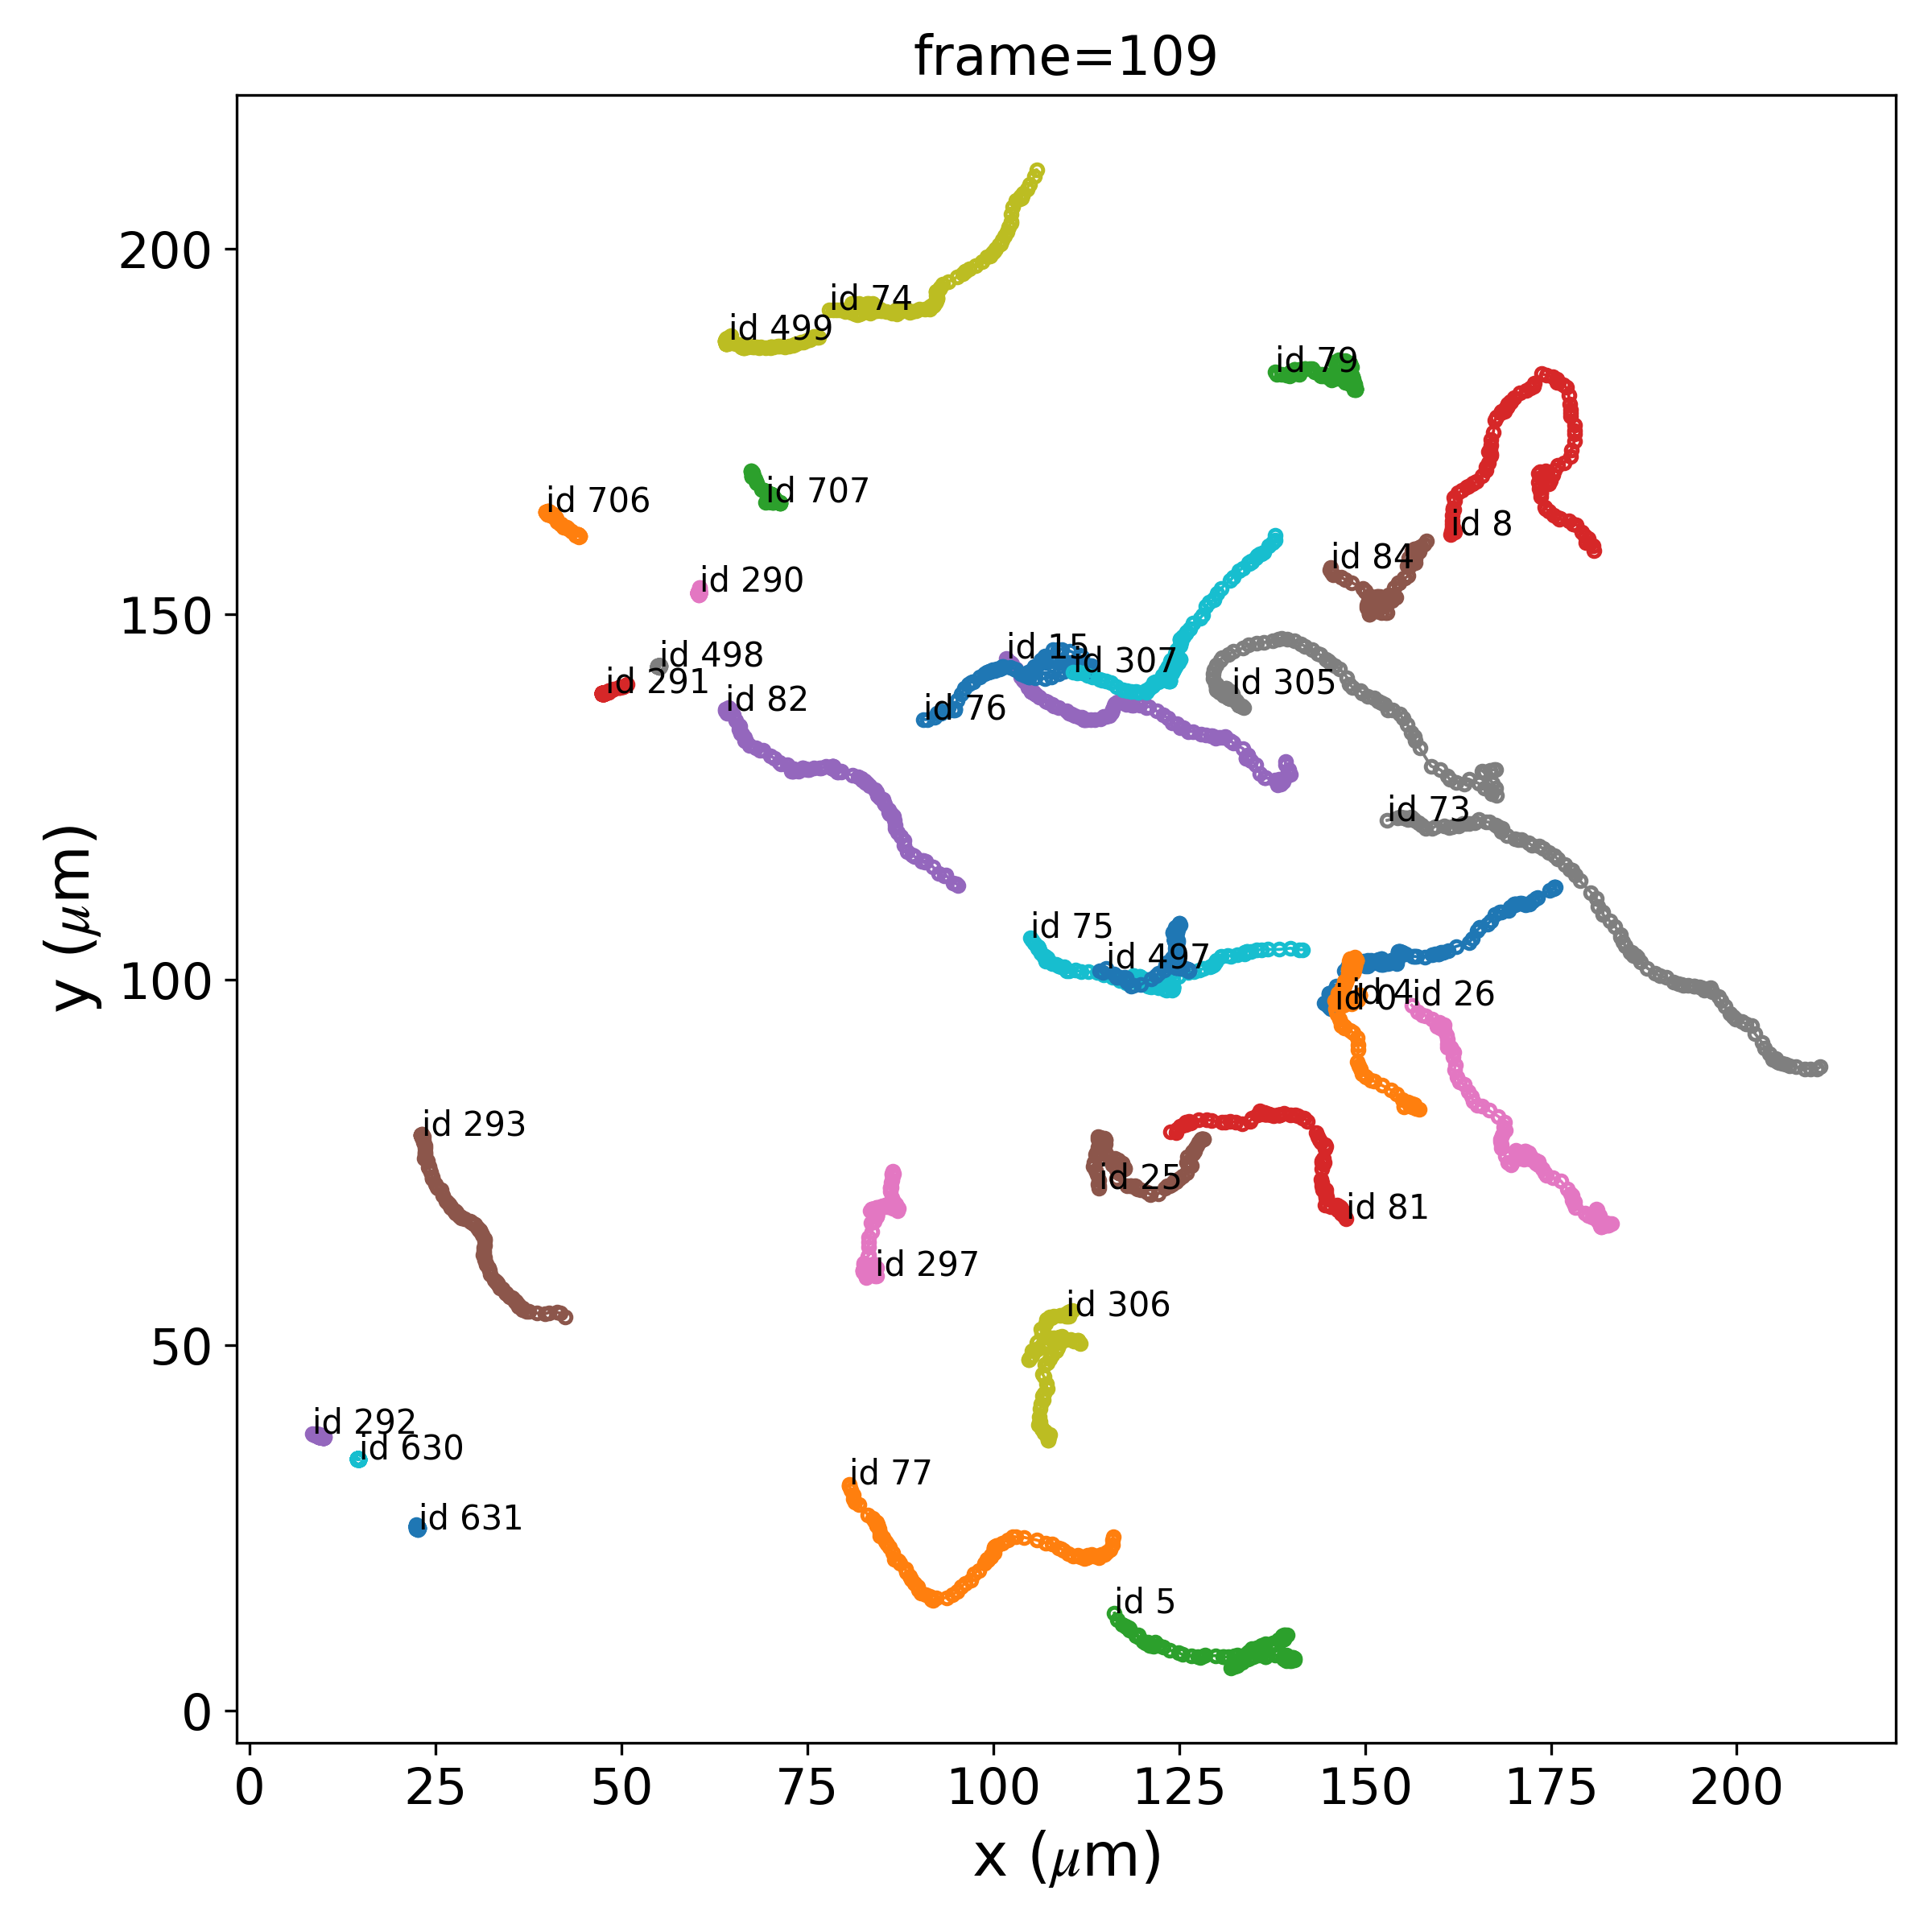 frame=109
200
150
100
50
0
y (μm)
id 74
id 499
id 79
id 707
id 706
id 8
id 84
id 290
id 15
id 498
id 307
id 291
id 305
id 82
id 76
id 73
id 75
id 497
id 4
id 0
id 26
id 293
id 25
id 81
id 297
id 306
id 292
id 630
id 77
id 631
id 5
0 25 50 75 100 125 150 175 200
x (μm)